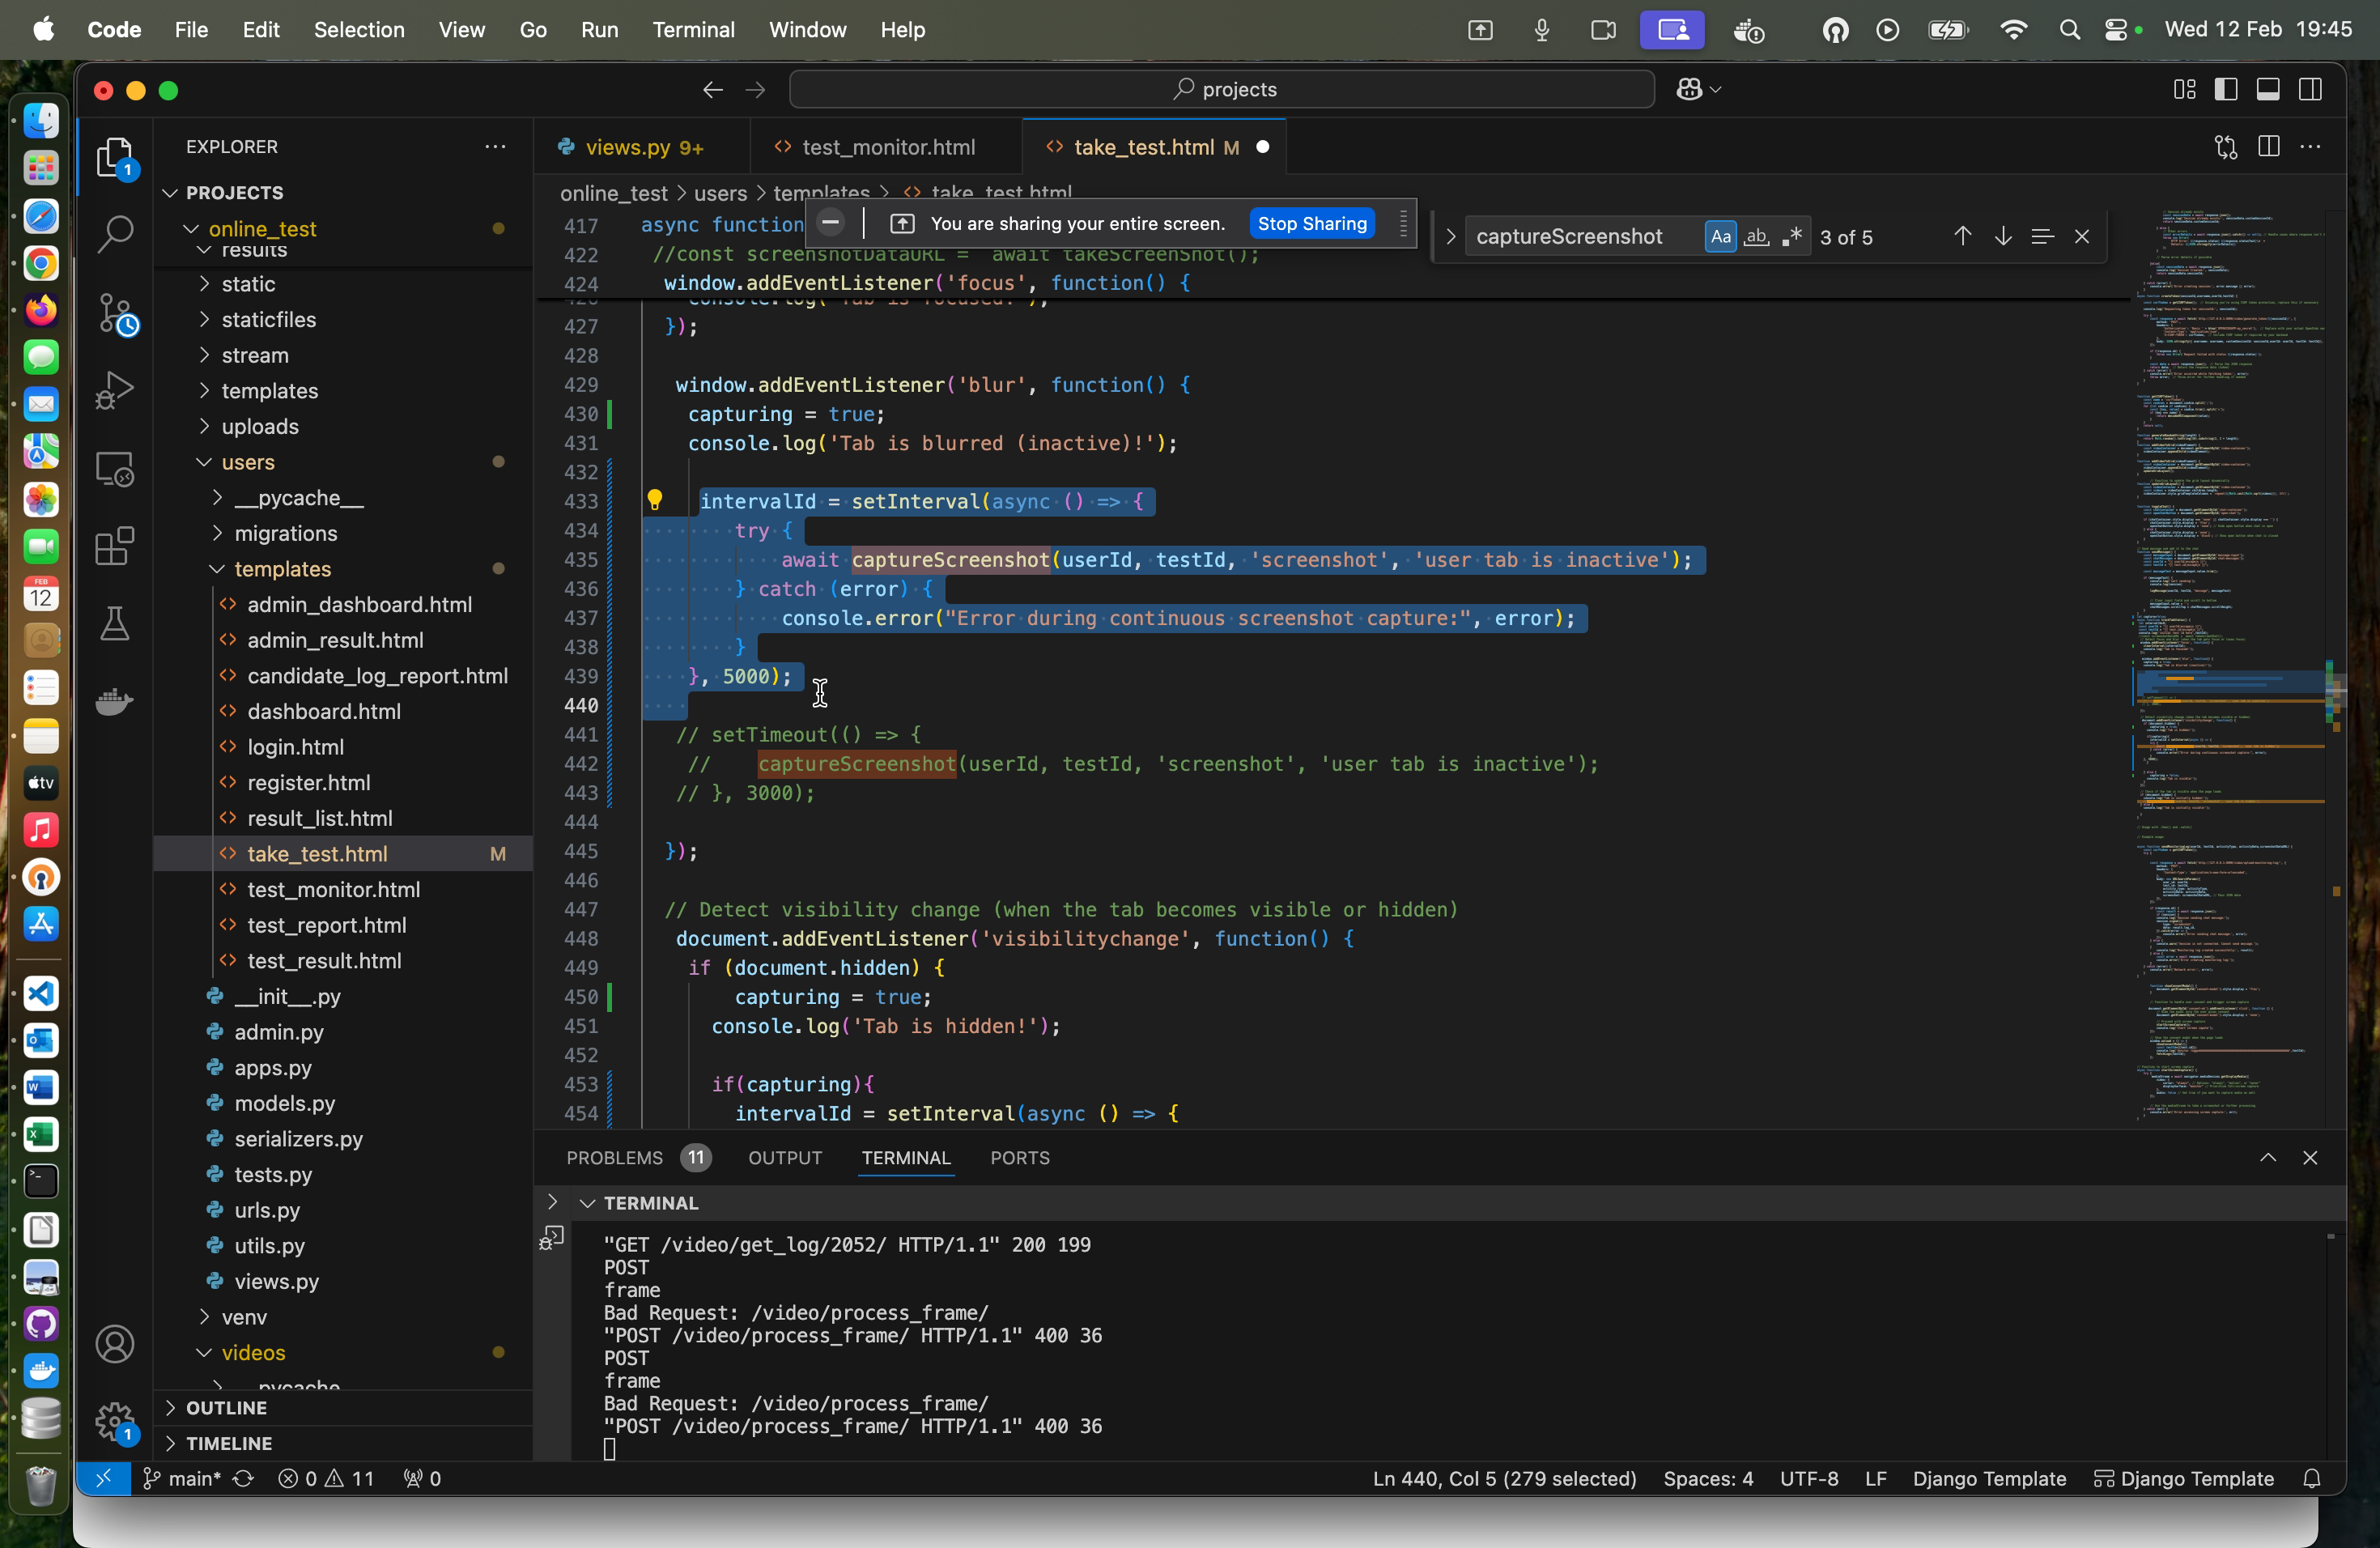 Code File Edit Selection View Go Run Terminal Window Help Wed 12 Feb 19:45
projects
EXPLORER
PROJECTS
online_test
results
static
staticfiles
stream
templates
uploads
users
__pycache__
migrations
templates
admin_dashboard.html
admin_result.html
candidate_log_report.html
dashboard.html
login.html
register.html
result_list.html
take_test.html M
test_monitor.html
test_report.html
test_result.html
__init__.py
admin.py
apps.py
models.py
serializers.py
tests.py
urls.py
utils.py
views.py
venv
videos
__pycache__
OUTLINE
TIMELINE
views.py 9+ test_monitor.html take_test.html M
online_test > users > templates > take_test.html
You are sharing your entire screen. Stop Sharing
captureScreenshot Aa ab 3 of 5
417 async function
422 //const screenshotDataURL = await takeScreenShot();
424 window.addEventListener('focus', function() {
426 console.log('Tab is focused!');
427 });
428
429 window.addEventListener('blur', function() {
430 capturing = true;
431 console.log('Tab is blurred (inactive)!');
432
433 intervalId = setInterval(async () => {
434 try {
435 await captureScreenshot(userId, testId, 'screenshot', 'user tab is inactive');
436 } catch (error) {
437 console.error("Error during continuous screenshot capture:", error);
438 }
439 }, 5000);
440
441 // setTimeout(() => {
442 // captureScreenshot(userId, testId, 'screenshot', 'user tab is inactive');
443 // }, 3000);
444
445 });
446
447 // Detect visibility change (when the tab becomes visible or hidden)
448 document.addEventListener('visibilitychange', function() {
449 if (document.hidden) {
450 capturing = true;
451 console.log('Tab is hidden!');
452
453 if(capturing){
454 intervalId = setInterval(async () => {
PROBLEMS 11 OUTPUT TERMINAL PORTS
TERMINAL
"GET /video/get_log/2052/ HTTP/1.1" 200 199
POST
frame
Bad Request: /video/process_frame/
"POST /video/process_frame/ HTTP/1.1" 400 36
POST
frame
Bad Request: /video/process_frame/
"POST /video/process_frame/ HTTP/1.1" 400 36
main* 0 11 0 Ln 440, Col 5 (279 selected) Spaces: 4 UTF-8 LF Django Template Django Template
FEB
12
tv
1
1